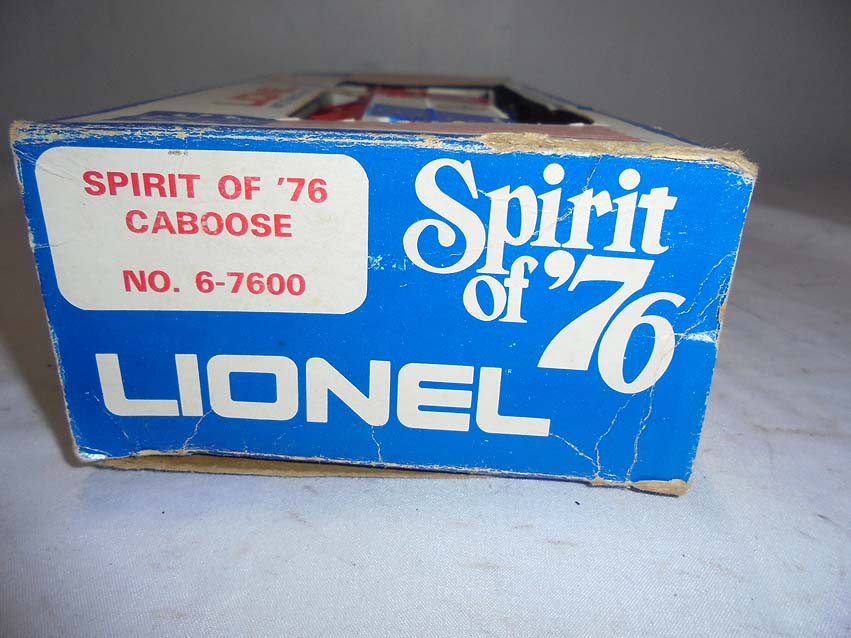 SPIRIT OF '76
CABOOSE
NO. 6-7600
Spirit
of '76
LIONEL